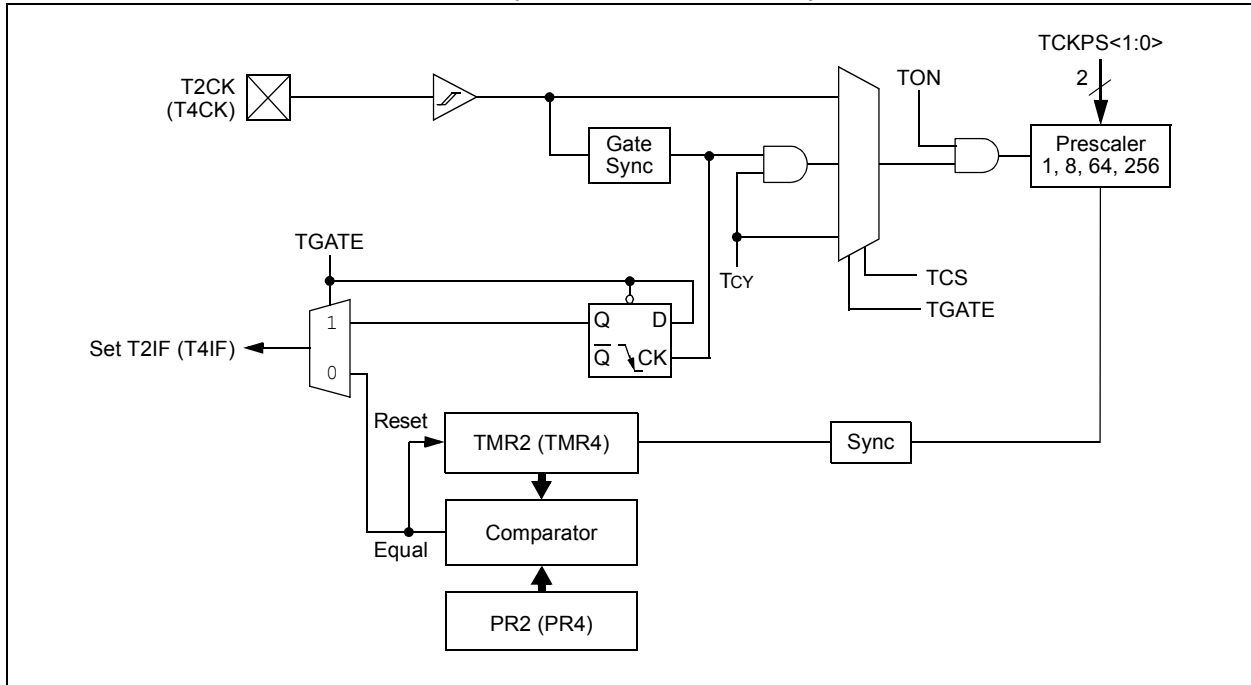 TCKPS<1:0>
2
T2CK
(T4CK)
TON
Gate
Sync
Prescaler
1, 8, 64, 256
TGATE
TCY
TCS
TGATE
1
Q D
Set T2IF (T4IF)
0
Q CK
Reset
TMR2 (TMR4)
Sync
Equal
Comparator
PR2 (PR4)